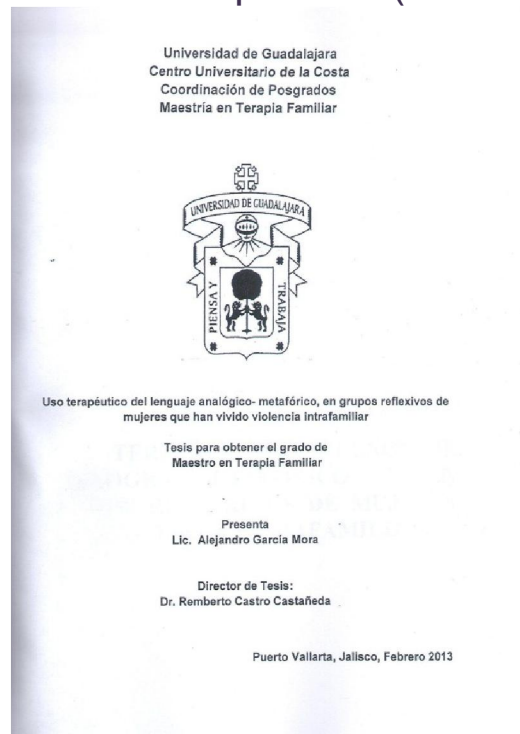 Universidad de Guadalajara
Centro Universitario de la Costa
Coordinación de Posgrados
Maestría en Terapia Familiar
UNIVERSIDAD DE GUADALAJARA
PIENSA Y
TRABAJA
Uso terapéutico del lenguaje analógico- metafórico, en grupos reflexivos de
mujeres que han vivido violencia intrafamiliar
Tesis para obtener el grado de
Maestro en Terapia Familiar
Presenta
Lic. Alejandro García Mora
Director de Tesis:
Dr. Remberto Castro Castañeda
Puerto Vallarta, Jalisco, Febrero 2013